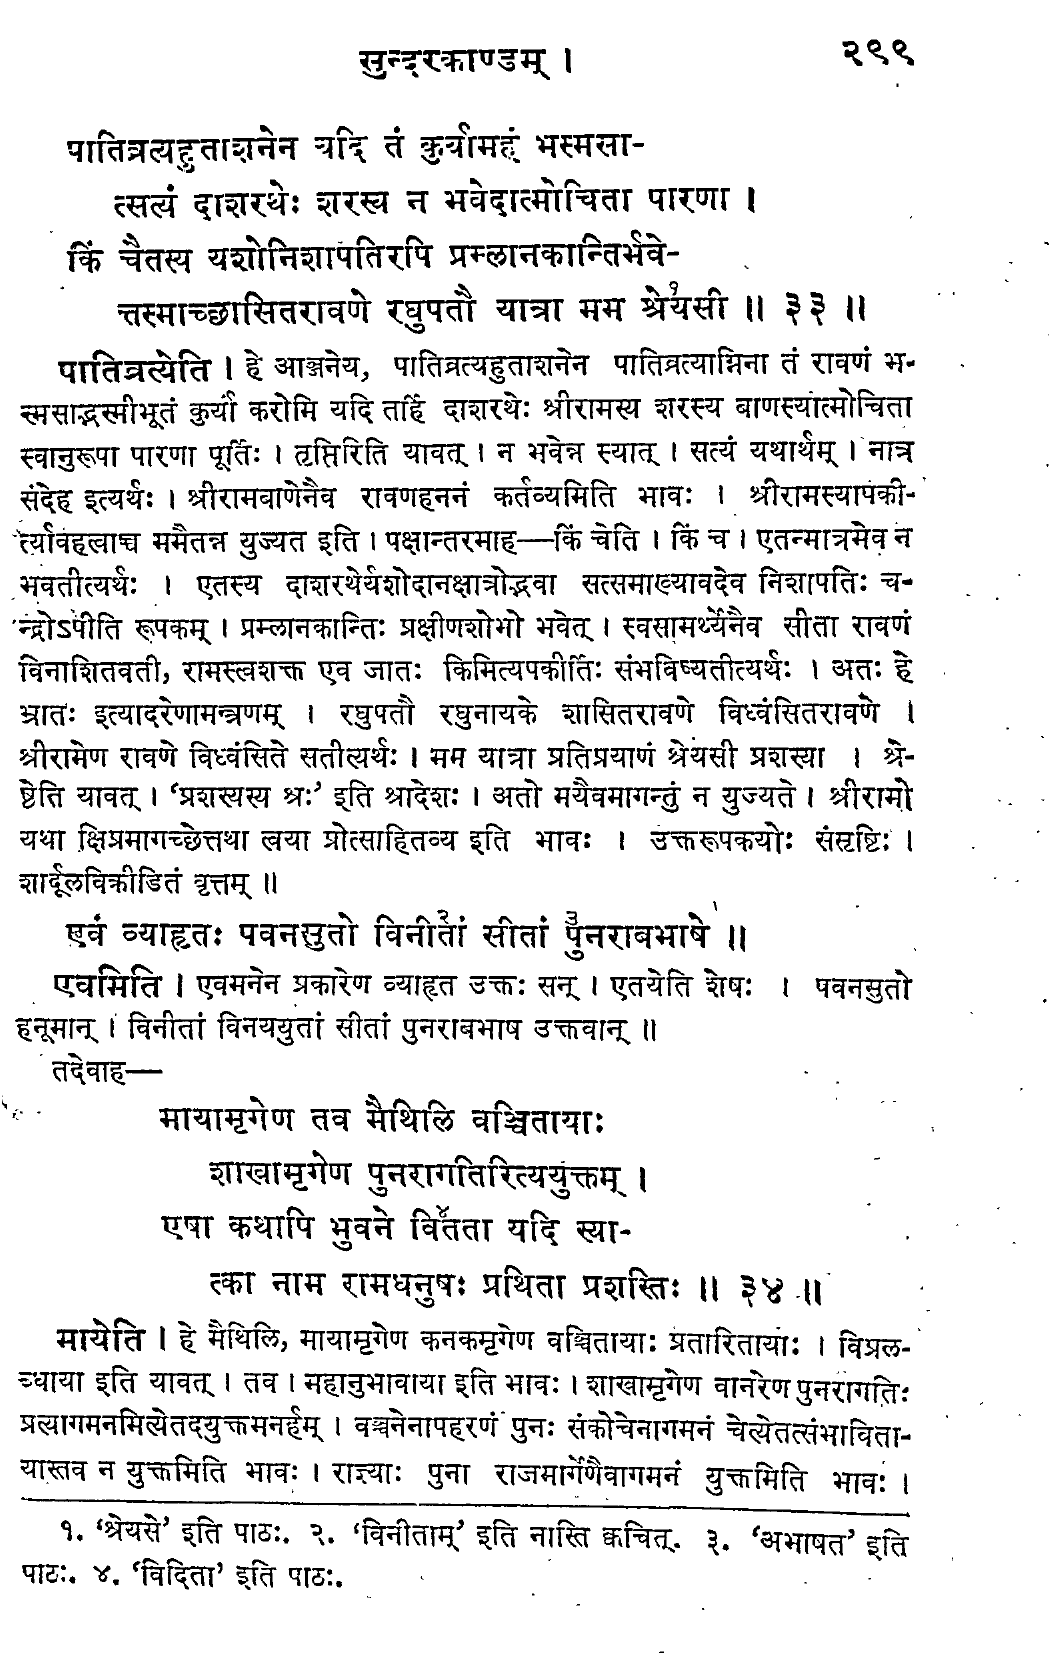 सुन्दरकाण्डम् ।
२९९
पातिव्रत्यहुताशनेन यदि तं कुर्यामहं भस्मसा-
त्सत्यं दाशरथेः शरस्य न भवेदात्मोचिता पारणा ।
किं चैतस्य यशोनिशापतिरपि प्रम्लानकान्तिर्भवे-
त्तस्माच्छासितरावणे रघुपतौ यात्रा मम श्रेयसी१ ॥ ३३ ॥
पातिव्रत्येति । हे आञ्जनेय, पातिव्रत्यहुताशनेन पातिव्रत्याग्निना तं रावणं भ-
स्मसाद्भस्मीभूतं कुर्यां करोमि यदि तर्हि दाशरथेः श्रीरामस्य शरस्य बाणस्यात्मोचिता
स्वानुरूपा पारणा पूर्तिः । तृप्तिरिति यावत् । न भवेन्न स्यात् । सत्यं यथार्थम् । नात्र
संदेह इत्यर्थः । श्रीरामबाणेनैव रावणहननं कर्तव्यमिति भावः । श्रीरामस्यापकी-
र्त्यावहत्वाच्च ममैतन्न युज्यत इति । पक्षान्तरमाह—किं चेति । किं च । एतन्मात्रमेव न
भवतीत्यर्थः । एतस्य दाशरथेर्यशोदानक्षात्रोद्भवा सत्समाख्यावदेव निशापतिः च-
न्द्रोऽपीति रूपकम् । प्रम्लानकान्तिः प्रक्षीणशोभो भवेत् । स्वसामर्थ्येनैव सीता रावणं
विनाशितवती, रामस्त्वशक्त एव जातः किमित्यपकीर्तिः संभविष्यतीत्यर्थः । अतः हे
भ्रातः इत्यादरेणामन्त्रणम् । रघुपतौ रघुनायके शासितरावणे विध्वंसितरावणे ।
श्रीरामेण रावणे विध्वंसिते सतीत्यर्थः । मम यात्रा प्रतिप्रयाणं श्रेयसी प्रशस्या । श्रे-
ष्ठेति यावत् । ‘प्रशस्यस्य श्रः’ इति श्रादेशः । अतो मयैवमागन्तुं न युज्यते । श्रीरामो
यथा क्षिप्रमागच्छेत्तथा त्वया प्रोत्साहितव्य इति भावः । उक्तरूपकयोः संसृष्टिः ।
शार्दूलविक्रीडितं वृत्तम् ॥
एवं व्याहृतः पवनसुतो विनीतां२ सीतां पुनराबभाषे३ ॥
एवमिति । एवमनेन प्रकारेण व्याहृत उक्तः सन् । एतयेति शेषः । पवनसुतो
हनूमान् । विनीतां विनययुतां सीतां पुनराबभाष उक्तवान् ॥
तदेवाह—
मायामृगेण तव मैथिलि वञ्चितायाः
शाखामृगेण पुनरागतिरित्ययुक्तम् ।
एषा कथापि भुवने वितता४ यदि स्या-
त्का नाम रामधनुषः प्रथिता प्रशस्तिः ॥ ३४ ॥
मायेति । हे मैथिलि, मायामृगेण कनकमृगेण वञ्चितायाः प्रतारितायाः । विप्रल-
ब्धाया इति यावत् । तव । महानुभावाया इति भावः । शाखामृगेण वानरेण पुनरागतिः
प्रत्यागमनमित्येतदयुक्तमनर्हम् । वञ्चनेनापहरणं पुनः संकोचेनागमनं चेत्येतत्संभाविता-
यास्तव न युक्तमिति भावः । राज्ञ्याः पुना राजमार्गेणैवागमनं युक्तमिति भावः ।
१. ‘श्रेयसे’ इति पाठः. २. ‘विनीताम्’ इति नास्ति क्वचित्. ३. ‘अभाषत’ इति
पाठः. ४. ‘विदिता’ इति पाठः.